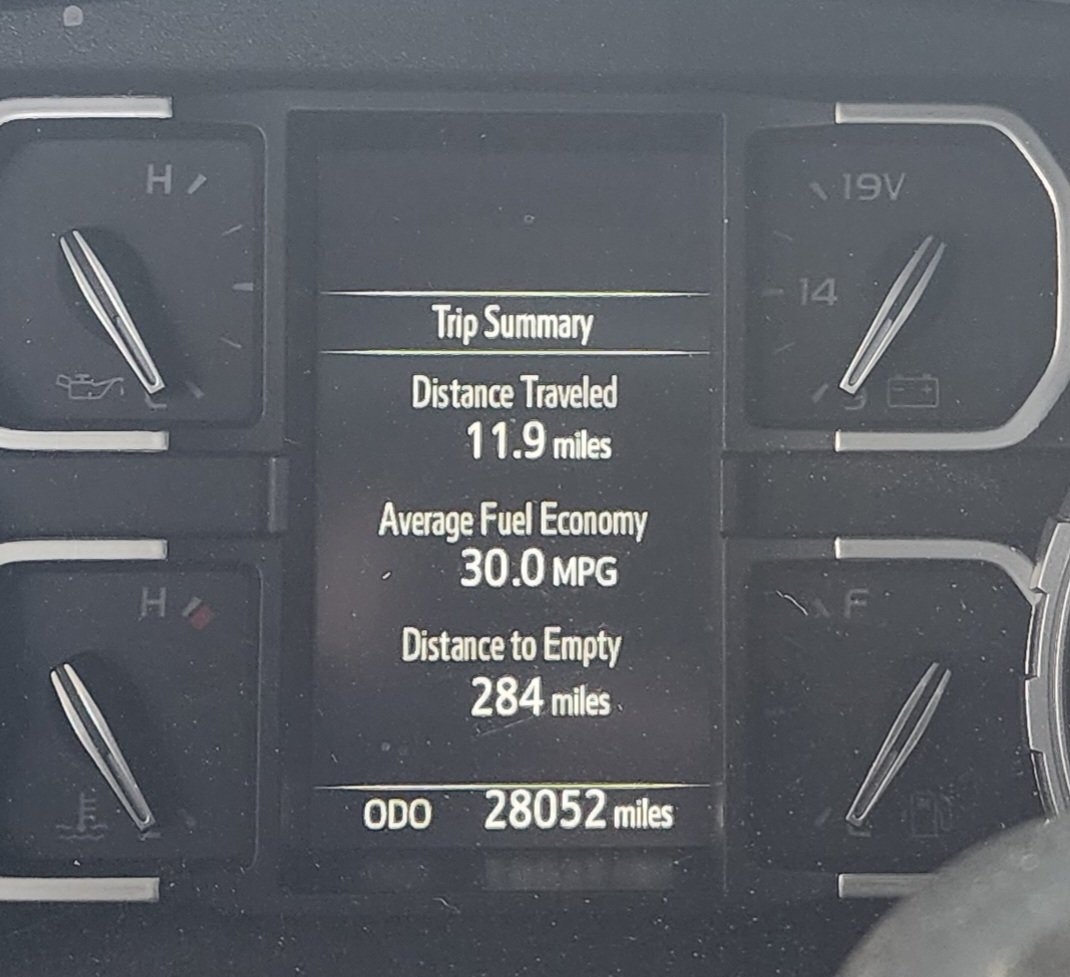 H
19V
14
Trip Summary
Distance Traveled
11.9 miles
Average Fuel Economy
30.0 MPG
Distance to Empty
284 miles
H
F
ODO 28052 miles